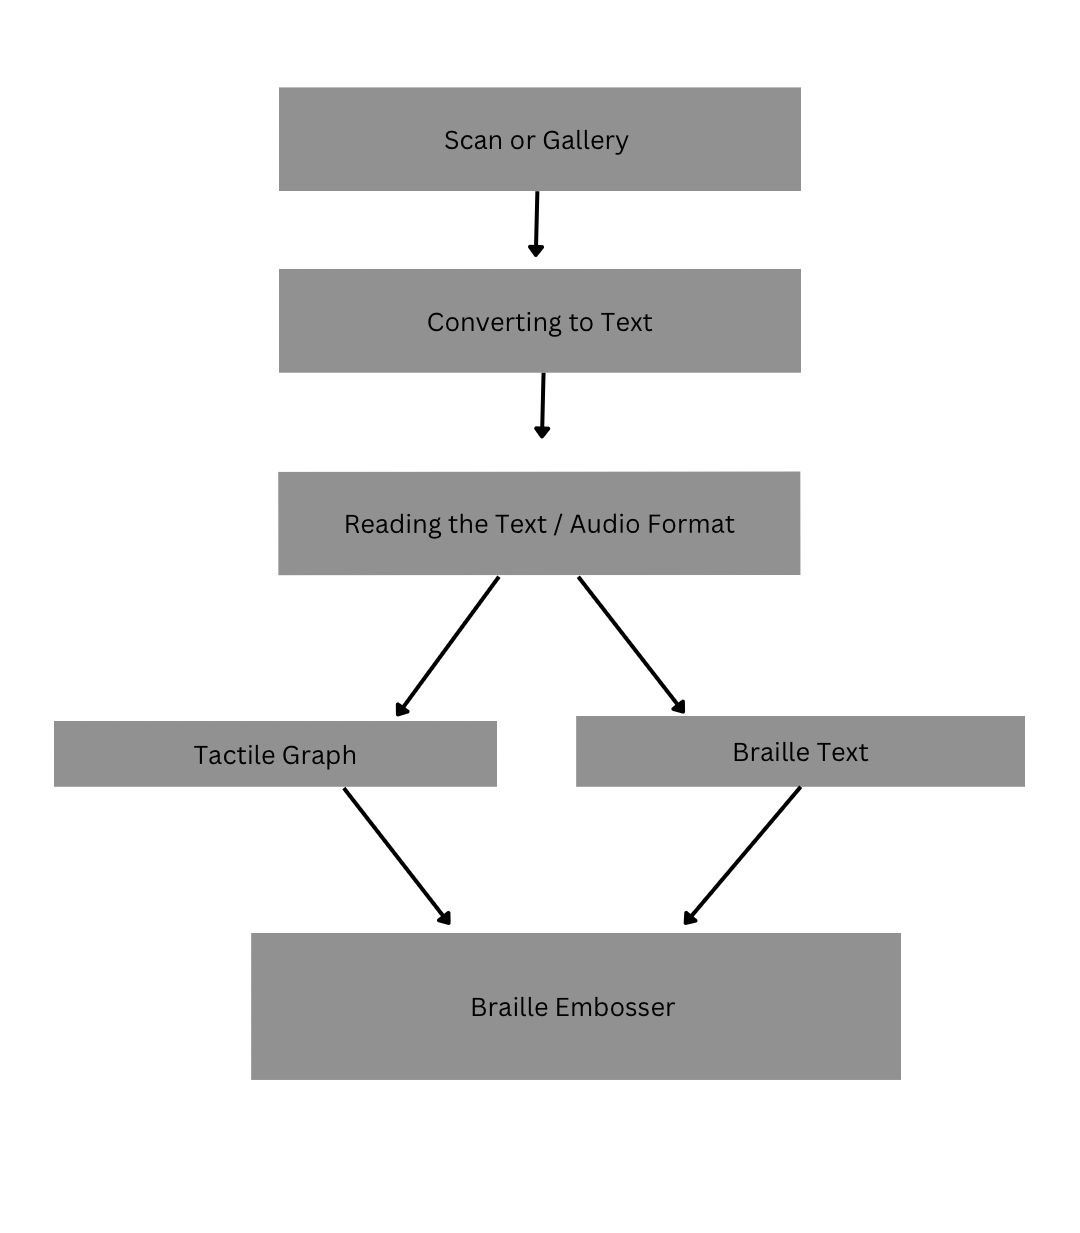 Scan or Gallery
Converting to Text
Reading the Text / Audio Format
Tactile Graph
Braille Text
Braille Embosser